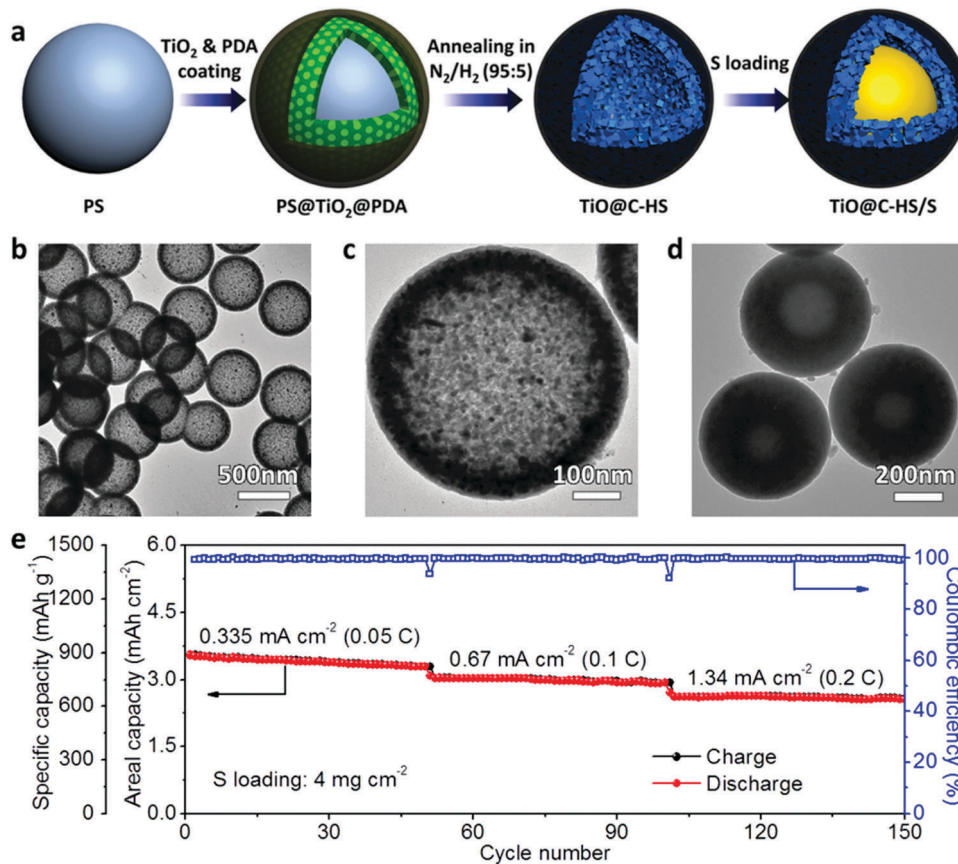 a
TiO₂ & PDA
coating
Annealing in
N₂/H₂ (95:5)
S loading
PS
PS@TiO₂@PDA
TiO@C-HS
TiO@C-HS/S
b
500nm
c
100nm
d
200nm
e
Specific capacity (mAh g⁻¹)
1500
1200
900
600
300
0
Areal capacity (mAh cm⁻²)
6.0
4.5
3.0
1.5
0.0
0.335 mA cm⁻² (0.05 C)
0.67 mA cm⁻² (0.1 C)
1.34 mA cm⁻² (0.2 C)
S loading: 4 mg cm⁻²
Charge
Discharge
100
80
60
40
20
0
Coulombic efficiency (%)
0
30
60
90
120
150
Cycle number